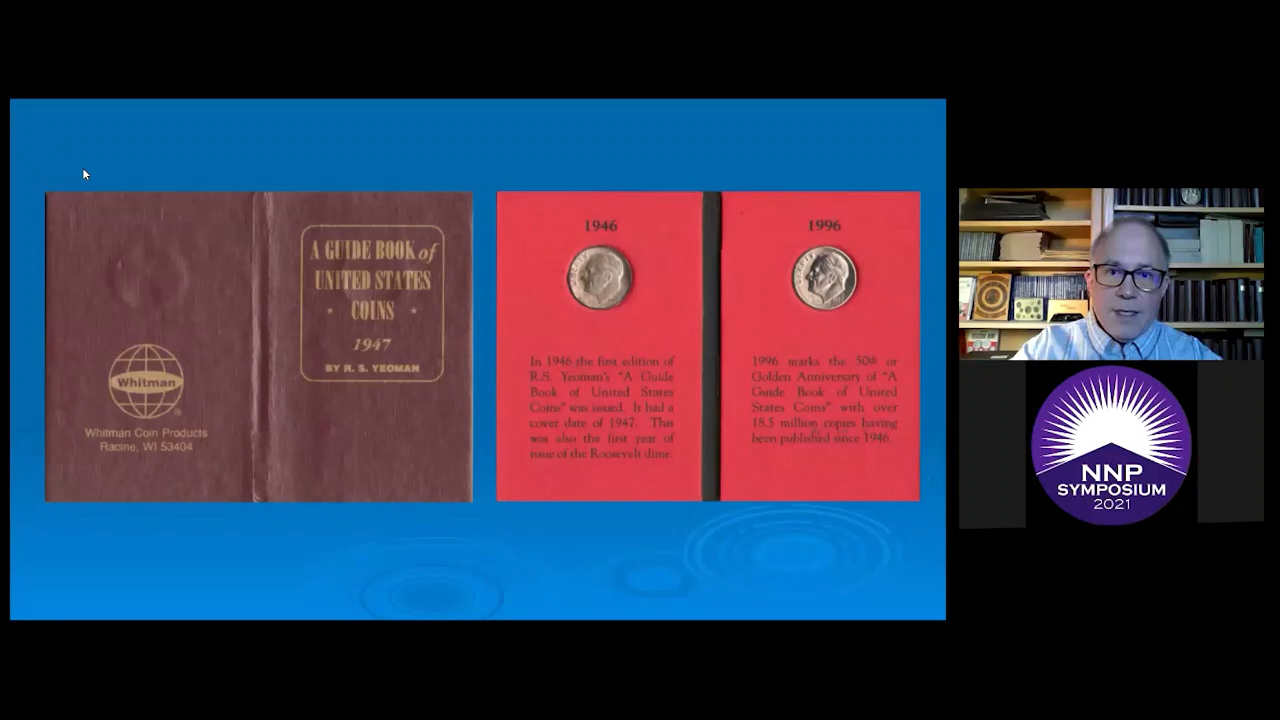 A GUIDE BOOK of
UNITED STATES
COINS
1947
BY R. S. YEOMAN
Whitman
®
Whitman Coin Products
Racine, WI 53404
1946
In 1946 the first edition of
R.S. Yeoman's "A Guide
Book of United States
Coins" was issued. It had a
cover date of 1947. This
was also the first year of
issue of the Roosevelt dime.
1996
1996 marks the 50th or
Golden Anniversary of "A
Guide Book of United
States Coins" with over
18.5 million copies having
been published since 1946.
NNP
SYMPOSIUM
2021